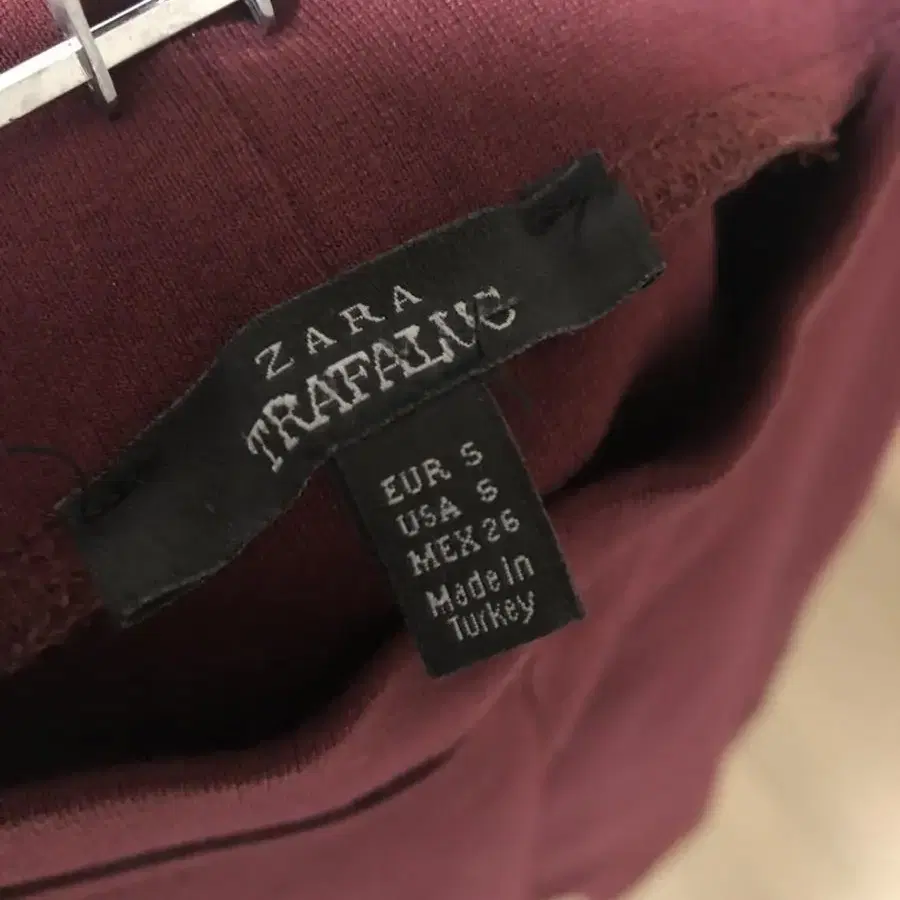 ZARA
TRAFALUC
EUR S
USA S
MEX 26
Made in
Turkey